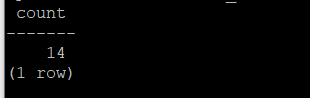 count
-------
14
(1 row)